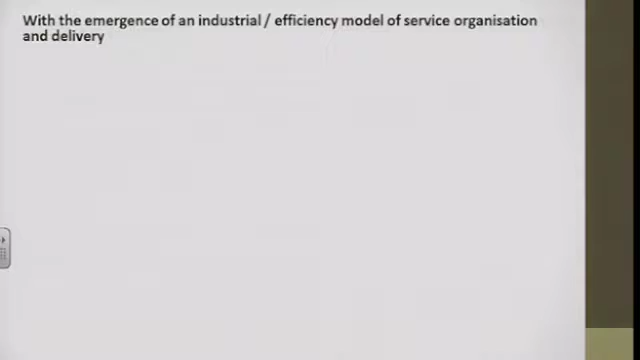 With the emergence of an industrial / efficiency model of service organisation
and delivery